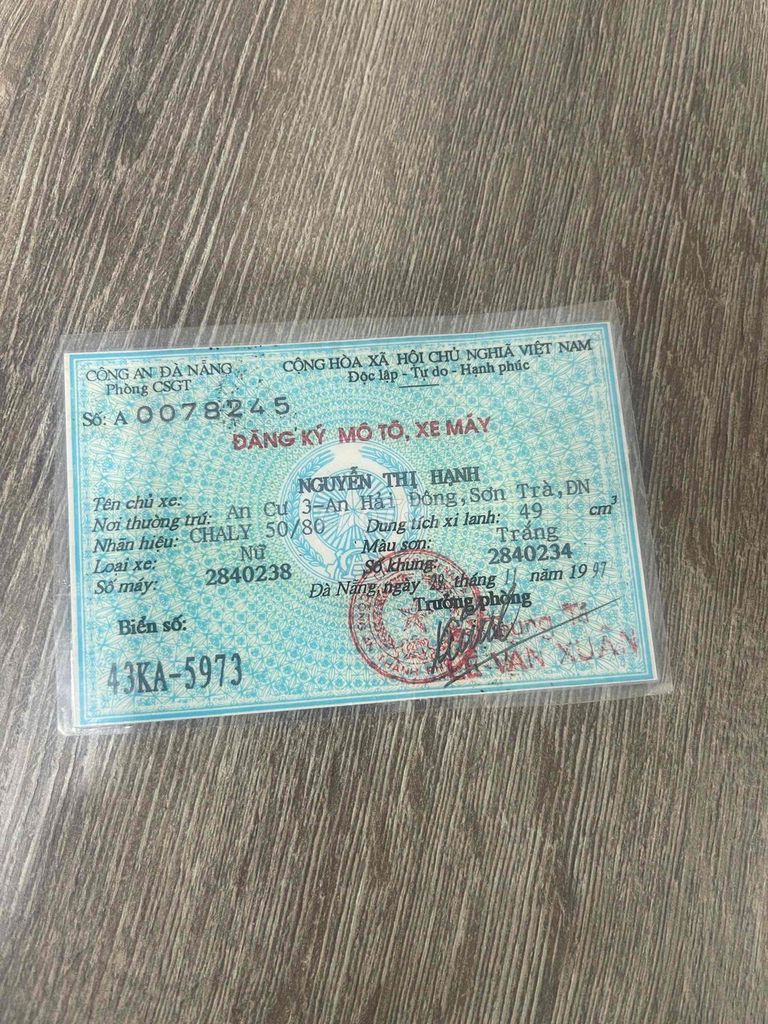 CÔNG AN ĐÀ NẴNG
Phòng CSGT
CỘNG HÒA XÃ HỘI CHỦ NGHĨA VIỆT NAM
Độc lập - Tự do - Hạnh phúc
Số: A 0078245
ĐĂNG KÝ MÔ TÔ, XE MÁY
Tên chủ xe: NGUYỄN THỊ HẠNH
Nơi thường trú: An Cư 3-An Hải Đông,Sơn Trà,ĐN
Nhãn hiệu: CHALY 50/80 Dung tích xi lanh: 49 cm³
Loại xe: Nữ Màu sơn: Trắng
Số máy: 2840238 Số khung: 2840234
Đà Nẵng, ngày 20 tháng 11 năm 1997
Trưởng phòng
Biển số:
43KA-5973
LÊ VĂN XUÂN